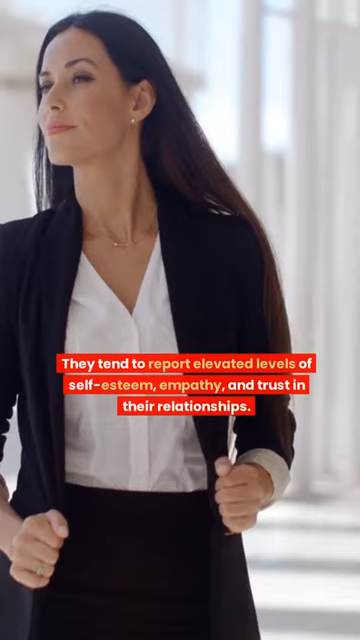 They tend to report elevated levels of
self-esteem, empathy, and trust in
their relationships.